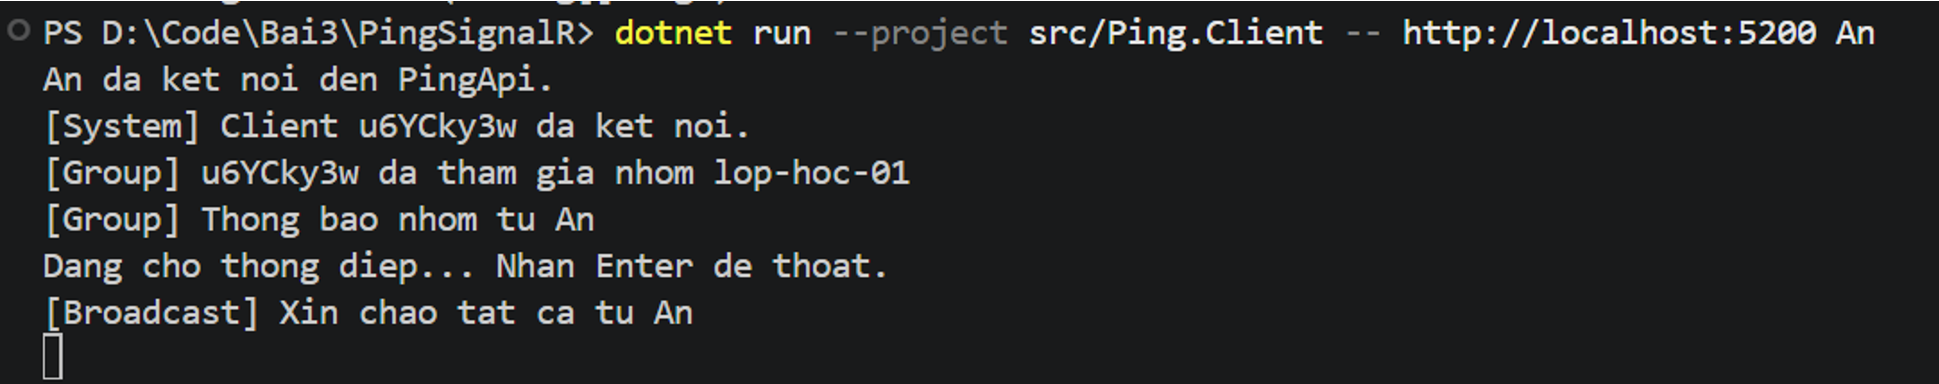 PS D:\Code\Bai3\PingSignalR> dotnet run --project src/Ping.Client -- http://localhost:5200 An
An da ket noi den PingApi.
[System] Client u6YCky3w da ket noi.
[Group] u6YCky3w da tham gia nhom lop-hoc-01
[Group] Thong bao nhom tu An
Dang cho thong diep... Nhan Enter de thoat.
[Broadcast] Xin chao tat ca tu An